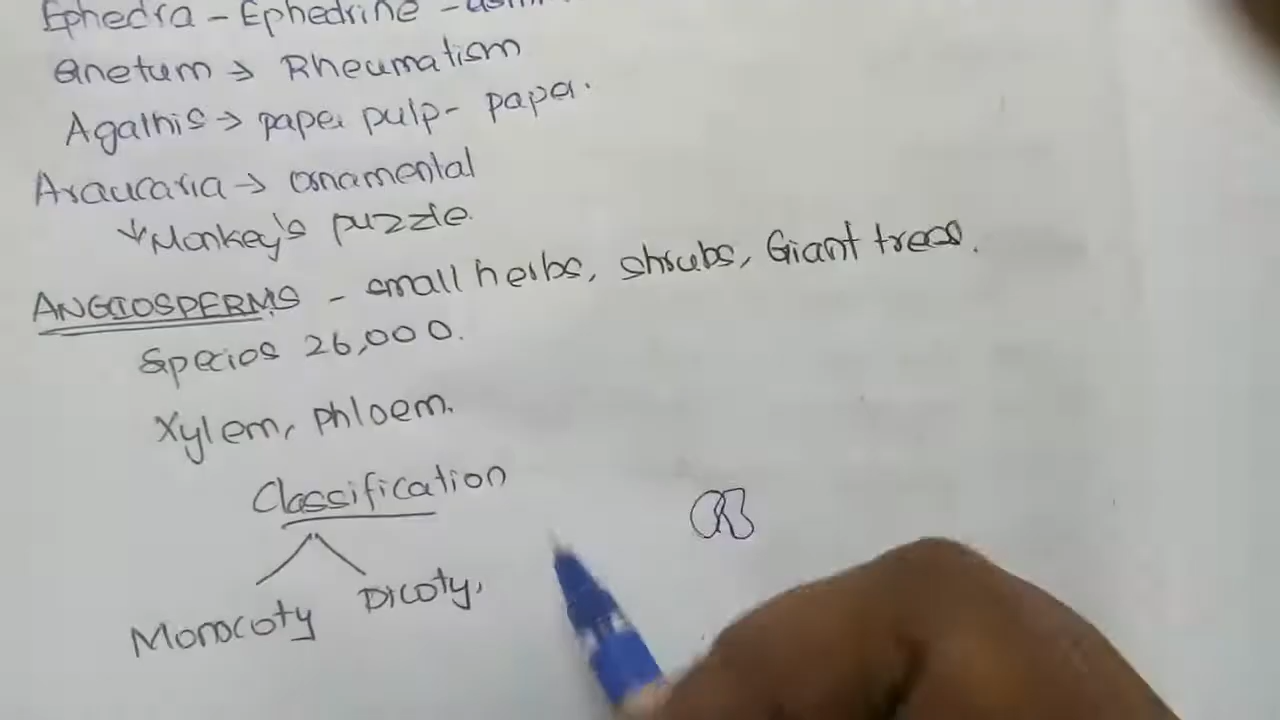 Ephedra - Ephedrine -
Gnetum → Rheumatism
Agathis → paper pulp - paper.
Araucaria → ornamental
↓ Monkey's puzzle.
ANGIOSPERMS - small herbs, shrubs, Giant trees.
Species 26,000.
Xylem, phloem.
Classification
Monocoty Dicoty,